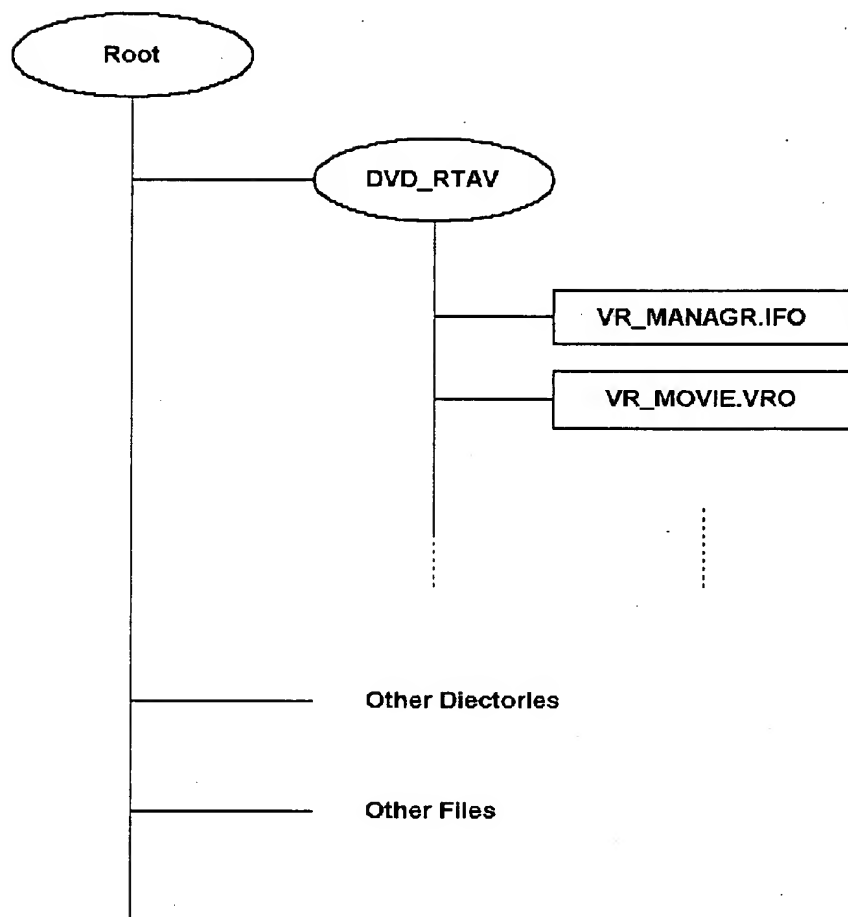 Root
DVD_RTAV
VR_MANAGR.IFO
VR_MOVIE.VRO
Other Diectories
Other Files